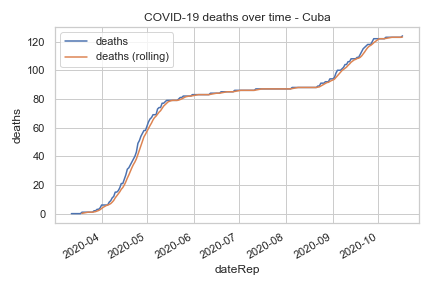 COVID-19 deaths over time - Cuba
deaths
deaths (rolling)
120
100
80
60
40
20
0
deaths
2020-04
2020-05
2020-06
2020-07
2020-08
2020-09
2020-10
dateRep